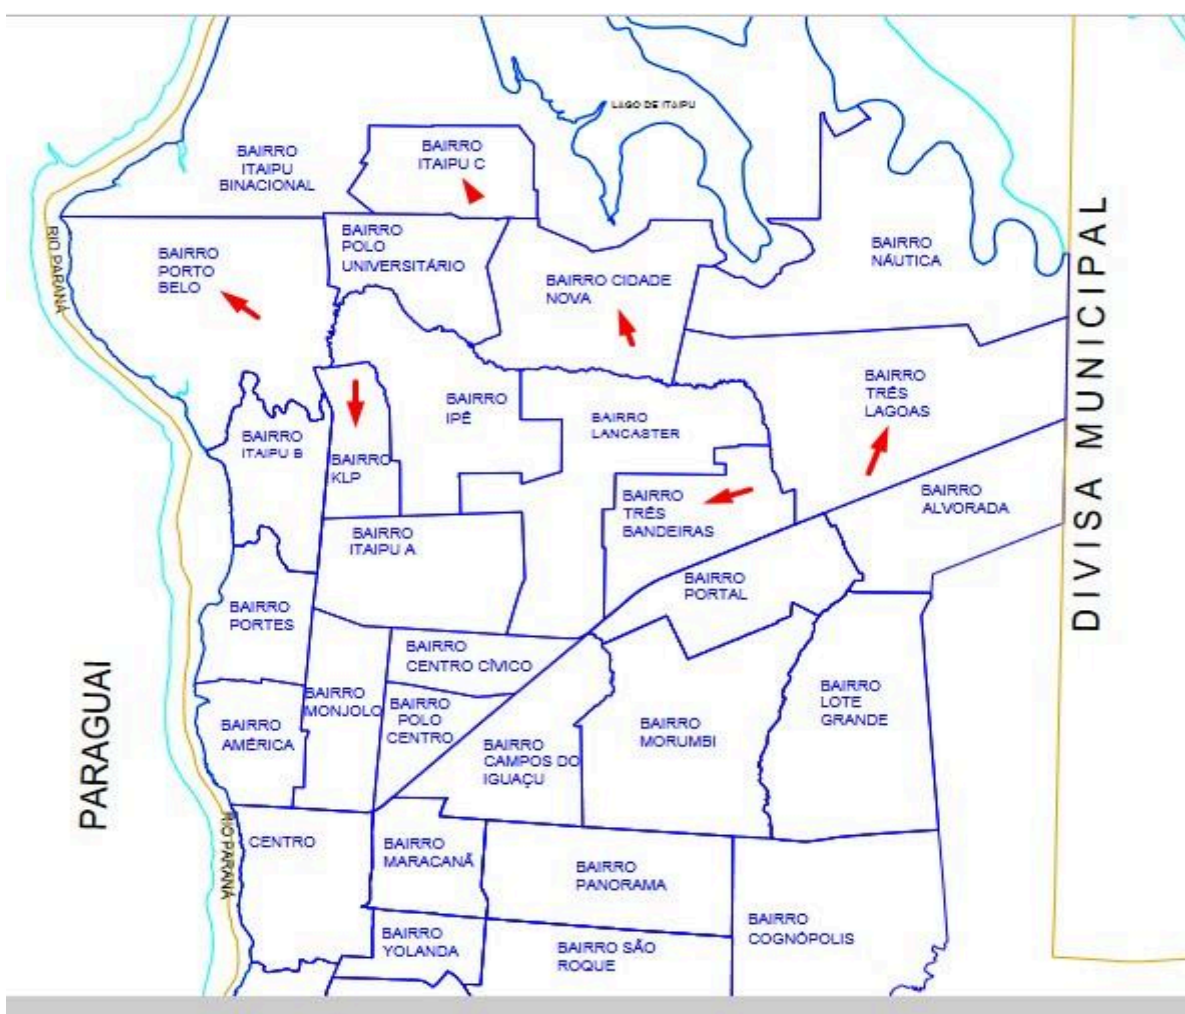 LAGO DE ITAIPU
BAIRRO
ITAIPU
BINACIONAL
BAIRRO
ITAIPU C
BAIRRO
PORTO
BELO
BAIRRO
POLO
UNIVERSITÁRIO
BAIRRO CIDADE
NOVA
BAIRRO
NÁUTICA
RIO PARANÁ
BAIRRO
ITAIPU B
BAIRRO
KLP
BAIRRO
IPÊ
BAIRRO
LANCASTER
BAIRRO
TRÊS
LAGOAS
BAIRRO
ITAIPU A
BAIRRO
TRÊS
BANDEIRAS
BAIRRO
ALVORADA
DIVISA MUNICIPAL
BAIRRO
PORTES
BAIRRO
PORTAL
BAIRRO
CENTRO CÍVICO
PARAGUAI
BAIRRO
AMÉRICA
BAIRRO
MONJOLO
BAIRRO
POLO
CENTRO
BAIRRO
CAMPOS DO
IGUAÇU
BAIRRO
MORUMBI
BAIRRO
LOTE
GRANDE
RIO PARANÁ
CENTRO
BAIRRO
MARACANÃ
BAIRRO
PANORAMA
BAIRRO
YOLANDA
BAIRRO SÃO
ROQUE
BAIRRO
COGNÓPOLIS